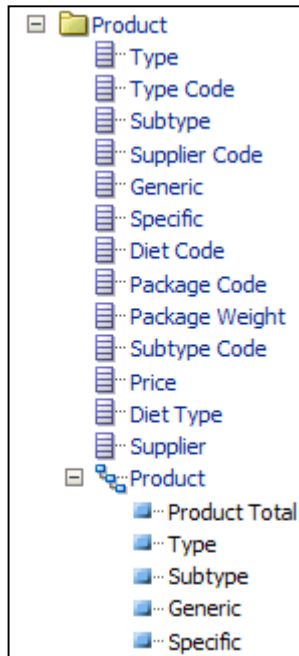 Product
Type
Type Code
Subtype
Supplier Code
Generic
Specific
Diet Code
Package Code
Package Weight
Subtype Code
Price
Diet Type
Supplier
Product
Product Total
Type
Subtype
Generic
Specific